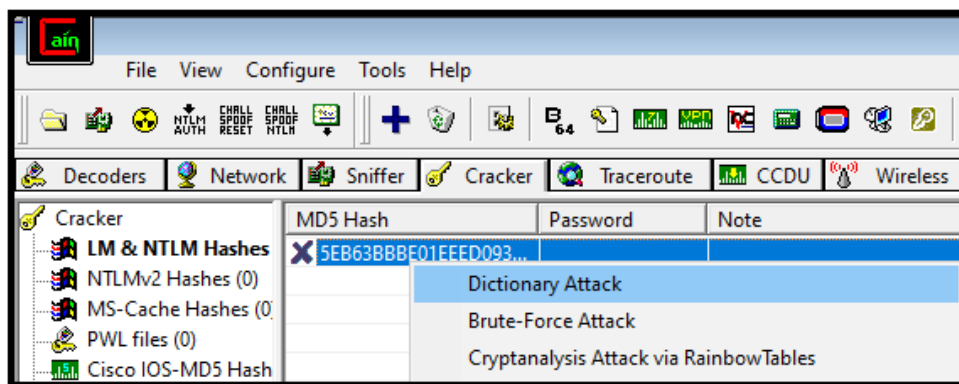 Cain
File View Configure Tools Help
NTLM AUTH CHALL SPOOF RESET CHALL SPOOF NTLM B 64
Decoders Network Sniffer Cracker Traceroute CCDU Wireless
Cracker
LM & NTLM Hashes
NTLMv2 Hashes (0)
MS-Cache Hashes (0
PWL files (0)
Cisco IOS-MD5 Hash
MD5 Hash Password Note
5EB63BBBE01EEED093...
Dictionary Attack
Brute-Force Attack
Cryptanalysis Attack via RainbowTables